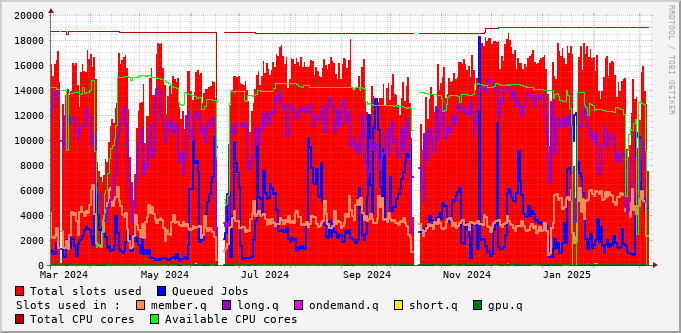 20000
18000
16000
14000
12000
10000
8000
6000
4000
2000
0
Mar 2024 May 2024 Jul 2024 Sep 2024 Nov 2024 Jan 2025
RRDTOOL / TOBI OETIKER
Total slots used Queued Jobs
Slots used in : member.q long.q ondemand.q short.q gpu.q
Total CPU cores Available CPU cores